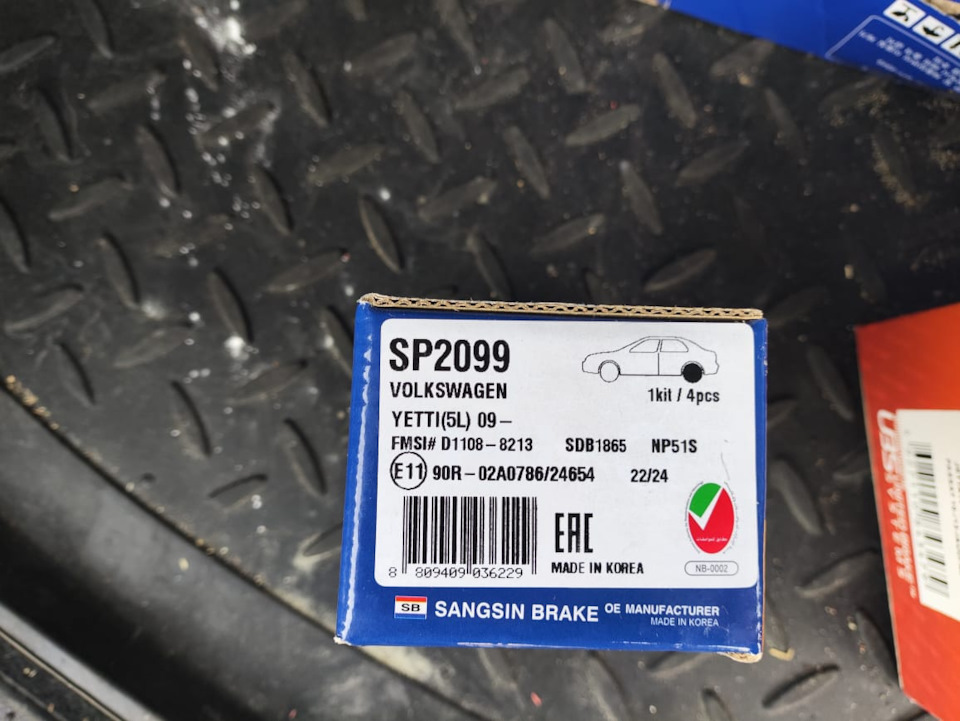 SP2099
VOLKSWAGEN
1kit / 4pcs
YETTI(5L) 09-
FMSI# D1108-8213 SDB1865 NP51S
E11 90R-02A0786/24654 22/24
EAC
8 809409 036229
MADE IN KOREA
NB-0002
SB SANGSIN BRAKE OE MANUFACTURER
MADE IN KOREA